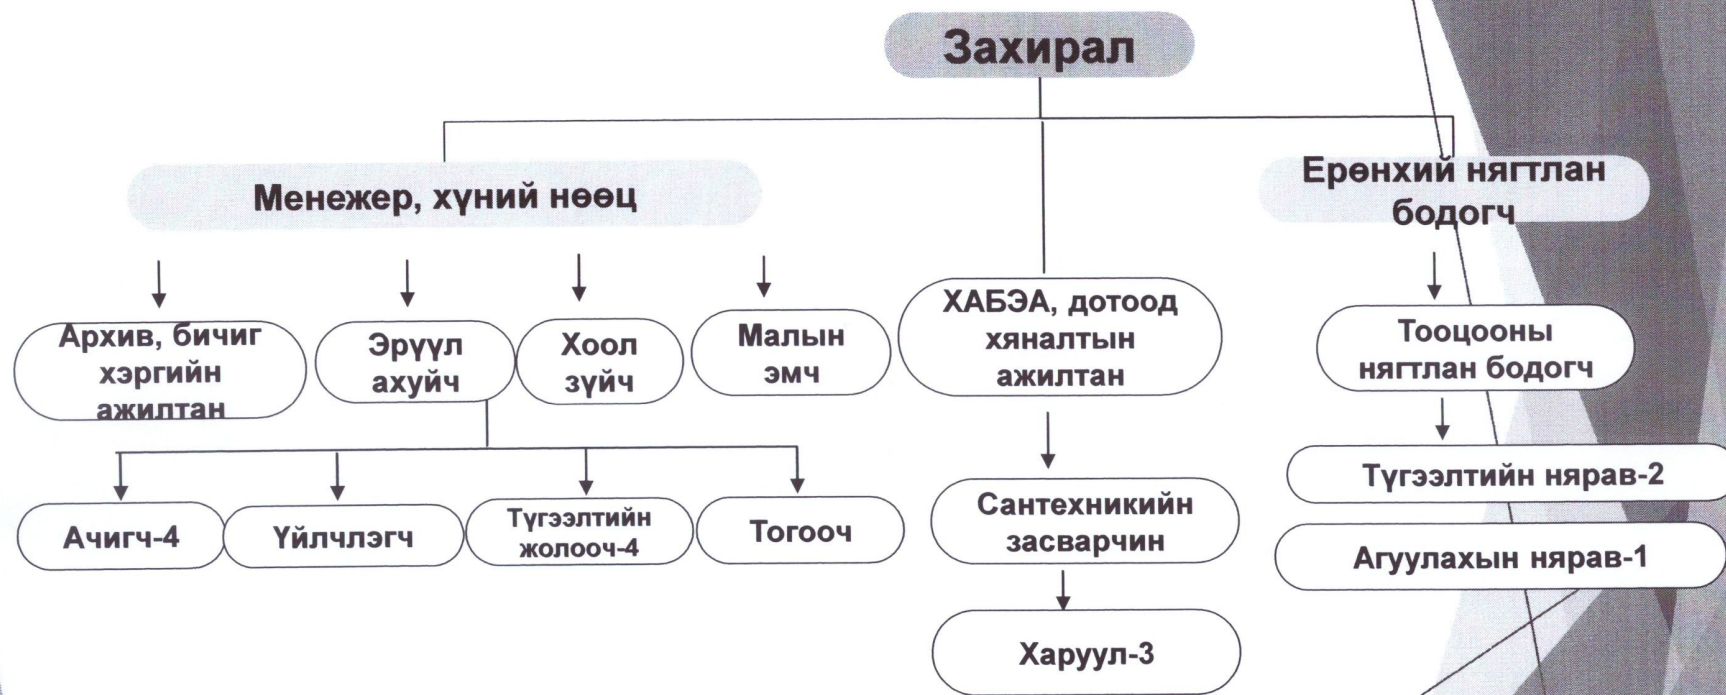 Захирал
Менежер, хүний нөөц
Ерөнхий нягтлан
бодогч
Архив, бичиг
хэргийн
ажилтан
Эрүүл
ахуйч
Хоол
зүйч
Малын
эмч
ХАБЭА, дотоод
хяналтын
ажилтан
Тооцооны
нягтлан бодогч
Ачигч-4
Үйлчлэгч
Түгээлтийн
жолооч-4
Тогооч
Сантехникийн
засварчин
Түгээлтийн нярав-2
Агуулахын нярав-1
Харуул-3